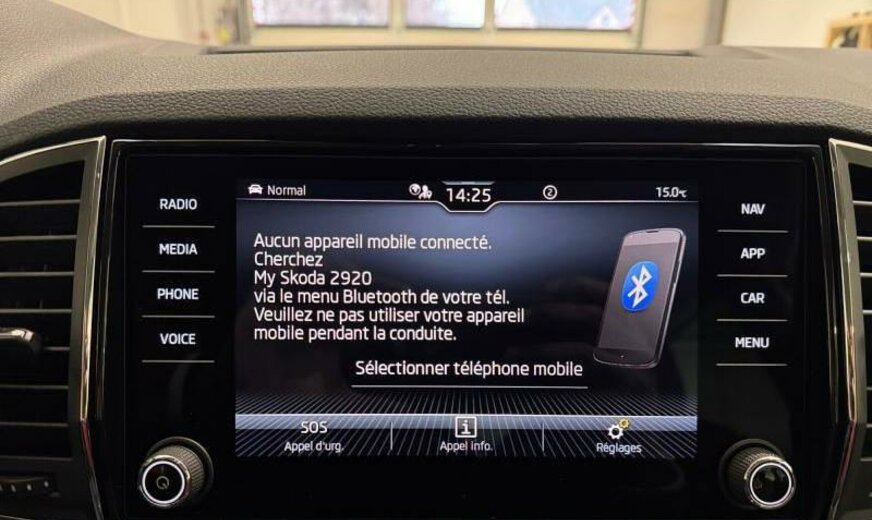 Normal
14:25
2
15.0°C
RADIO
MEDIA
PHONE
VOICE
NAV
APP
CAR
MENU
Aucun appareil mobile connecté.
Cherchez
My Skoda 2920
via le menu Bluetooth de votre tél.
Veuillez ne pas utiliser votre appareil
mobile pendant la conduite.
Sélectionner téléphone mobile
SOS
Appel d'urg.
i
Appel info.
Réglages